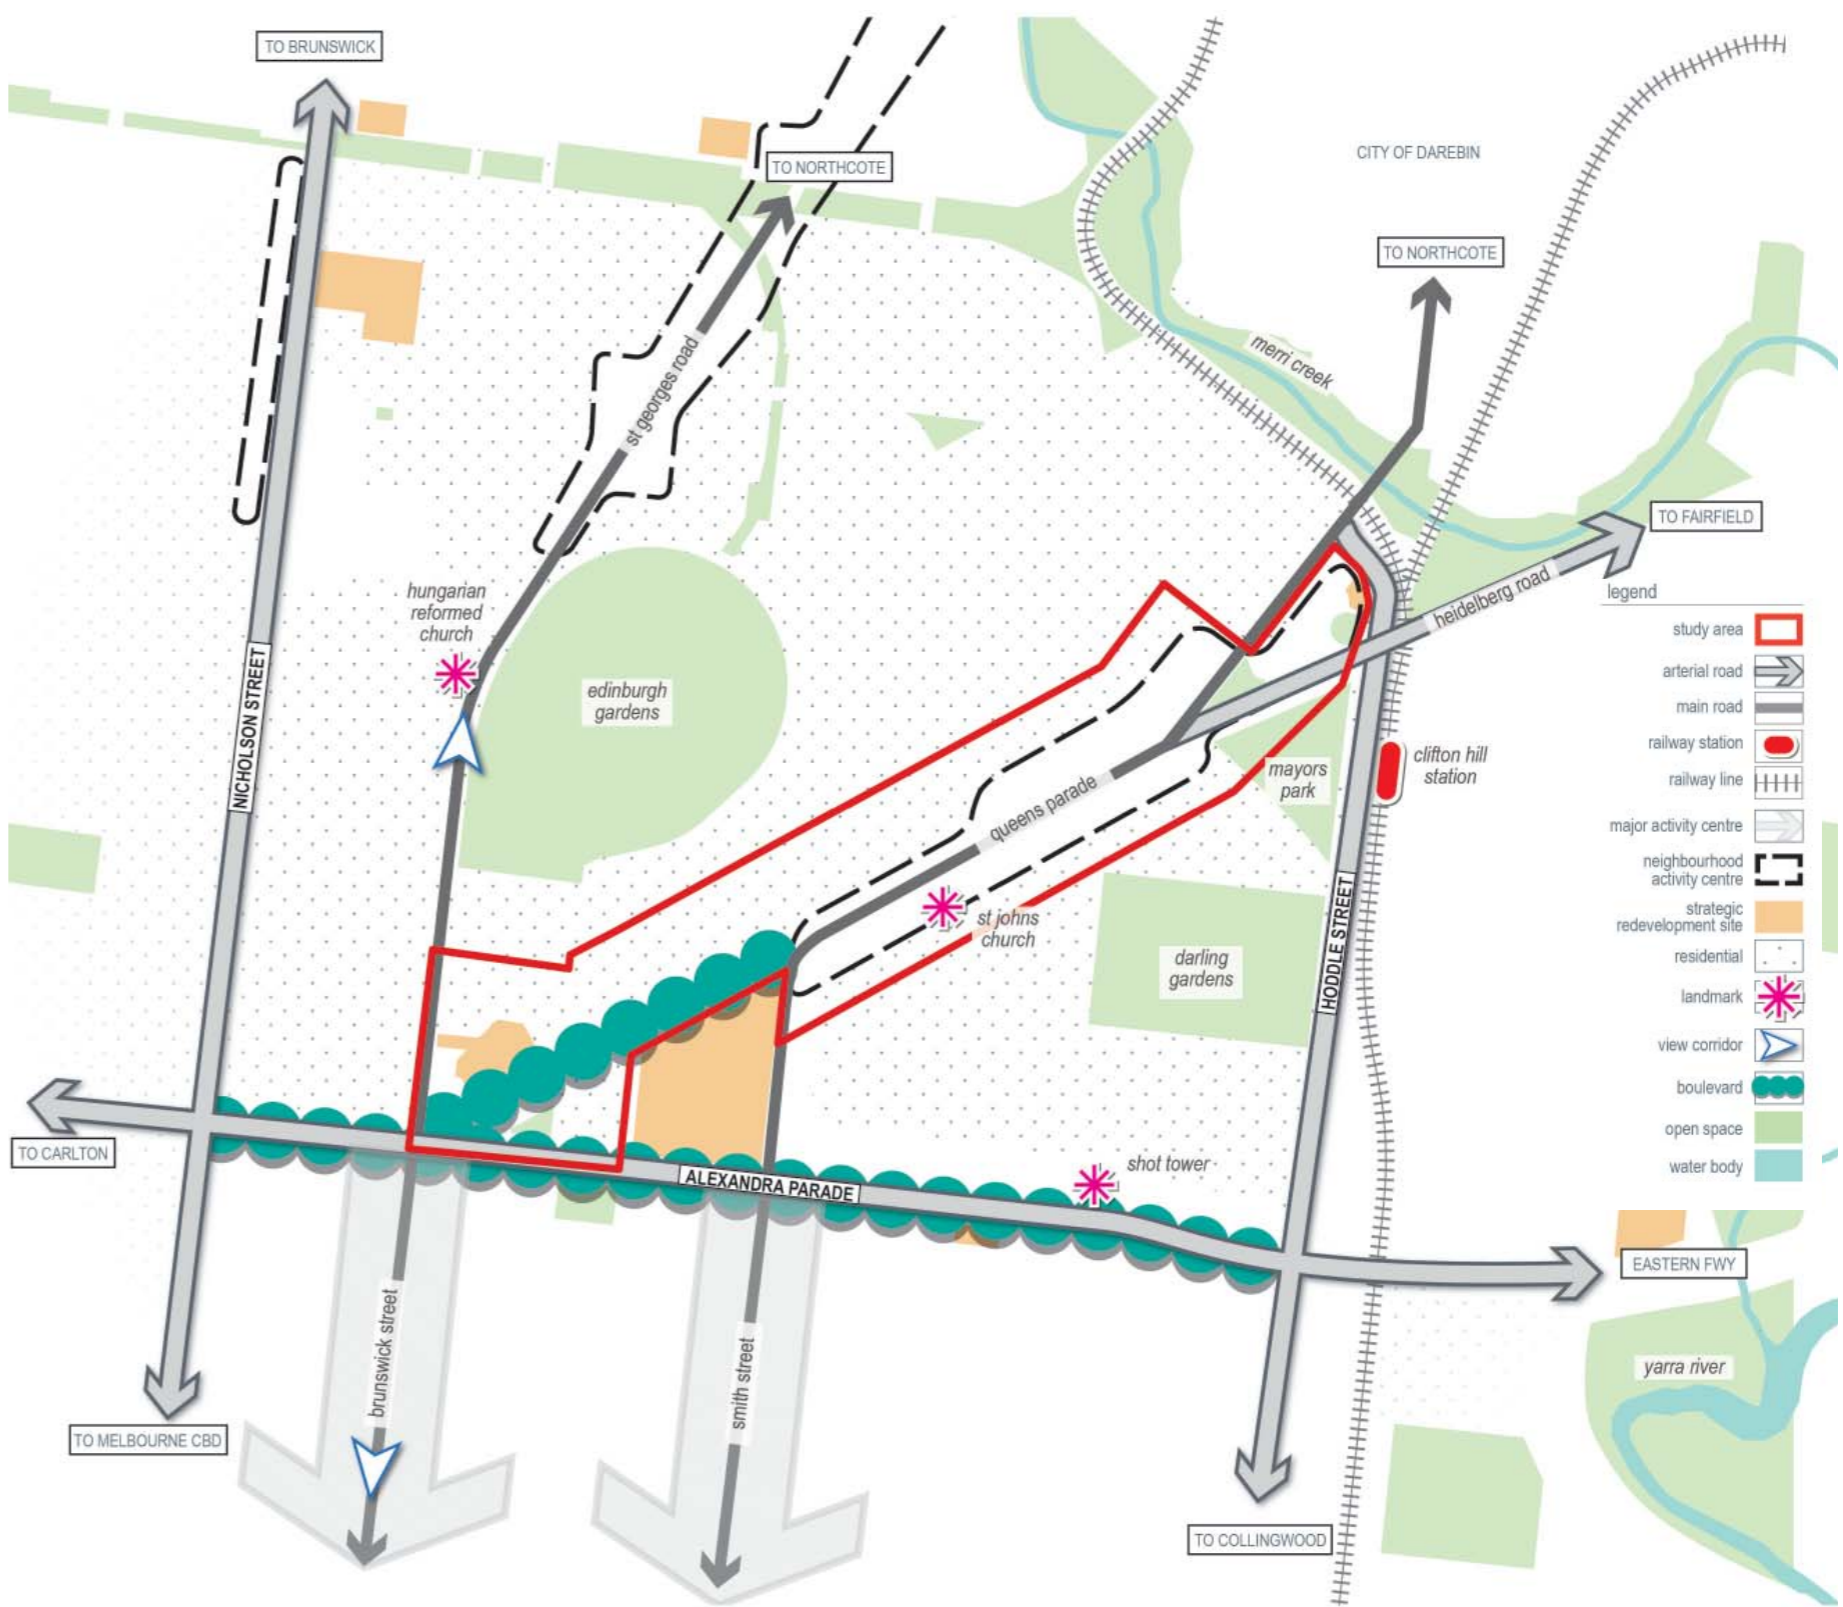 TO BRUNSWICK
TO NORTHCOTE
CITY OF DAREBIN
TO NORTHCOTE
merri creek
st georges road
TO FAIRFIELD
heidelberg road
hungarian
reformed
church
edinburgh
gardens
NICHOLSON STREET
queens parade
mayors
park
clifton hill
station
st johns
church
darling
gardens
HODDLE STREET
legend
study area
arterial road
main road
railway station
railway line
major activity centre
neighbourhood
activity centre
strategic
redevelopment site
residential
landmark
view corridor
boulevard
open space
water body
TO CARLTON
ALEXANDRA PARADE
shot tower
EASTERN FWY
brunswick street
smith street
yarra river
TO MELBOURNE CBD
TO COLLINGWOOD